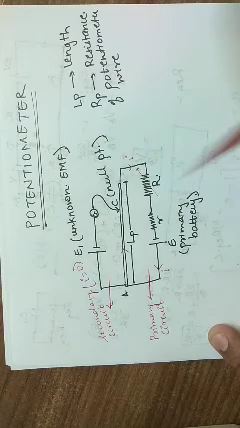 POTENTIOMETER
Lp → Length
Rp → Resistance
of potentiometer
wire
E₁ (unknown EMF)
(null pt.)
C
Secondary (i=0)
circuit
A
Lp
r
R
E
(primary
battery)
Primary
circuit